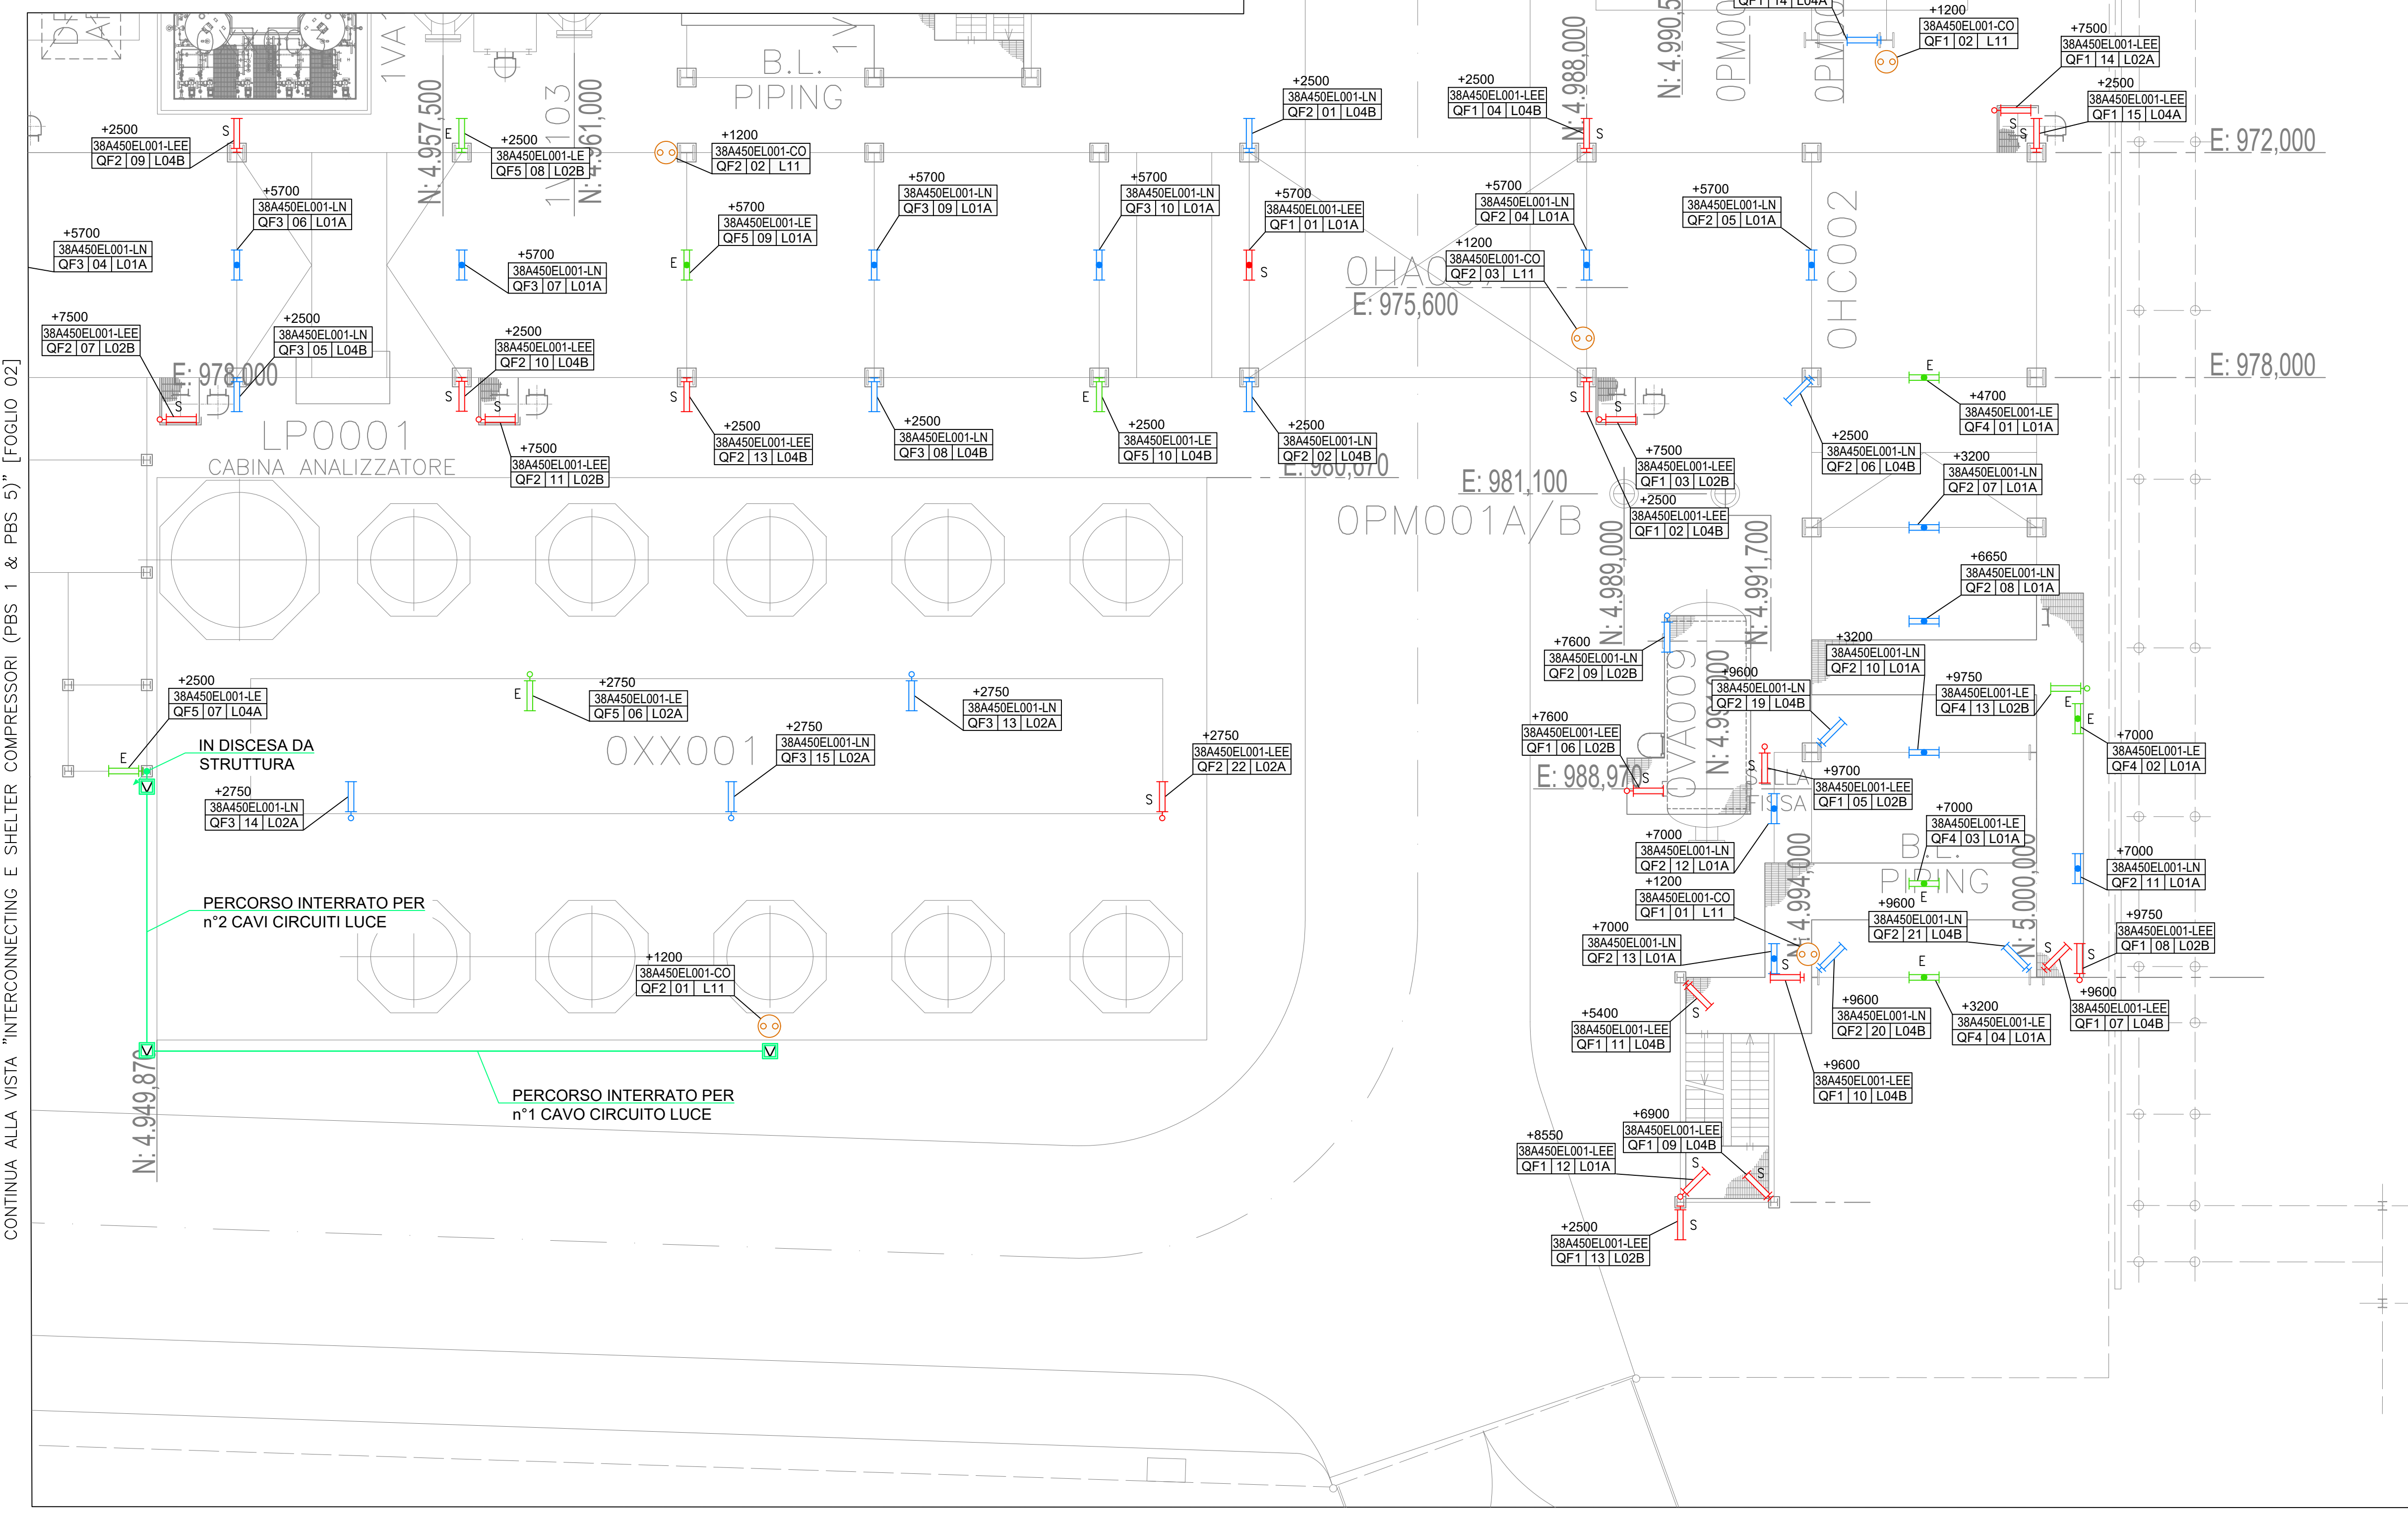 B.L.
PIPING
N: 4.957,500
N: 4.961,000
N: 4.988,000
QF1 14 L04A
+1200
38A450EL001-CO
QF1 02 L11
+7500
38A450EL001-LEE
QF1 14 L02A
+2500
38A450EL001-LEE
QF1 15 L04A
+2500
38A450EL001-LEE
QF2 09 L04B
S
E
+2500
38A450EL001-LE
QF5 08 L02B
+1200
38A450EL001-CO
QF2 02 L11
+2500
38A450EL001-LN
QF2 01 L04B
+2500
38A450EL001-LEE
QF1 04 L04B
S
S
S
E: 972,000
+5700
38A450EL001-LN
QF3 04 L01A
+5700
38A450EL001-LN
QF3 06 L01A
+5700
38A450EL001-LN
QF3 07 L01A
+5700
38A450EL001-LE
QF5 09 L01A
E
+5700
38A450EL001-LN
QF3 09 L01A
+5700
38A450EL001-LN
QF3 10 L01A
+5700
38A450EL001-LEE
QF1 01 L01A
S
+5700
38A450EL001-LN
QF2 04 L01A
+1200
38A450EL001-CO
QF2 03 L11
+5700
38A450EL001-LN
QF2 05 L01A
E: 975,600
0HC002
+7500
38A450EL001-LEE
QF2 07 L02B
S
+2500
38A450EL001-LN
QF3 05 L04B
E: 978,000
+2500
38A450EL001-LEE
QF2 10 L04B
S
S
E: 978,000
LP0001
CABINA ANALIZZATORE
+7500
38A450EL001-LEE
QF2 11 L02B
S
+2500
38A450EL001-LEE
QF2 13 L04B
+2500
38A450EL001-LN
QF3 08 L04B
E
+2500
38A450EL001-LE
QF5 10 L04B
+2500
38A450EL001-LN
QF2 02 L04B
E: 980,670
E: 981,100
0PM001A/B
S
S
+7500
38A450EL001-LEE
QF1 03 L02B
+2500
38A450EL001-LEE
QF1 02 L04B
E
+4700
38A450EL001-LE
QF4 01 L01A
+2500
38A450EL001-LN
QF2 06 L04B
+3200
38A450EL001-LN
QF2 07 L01A
N: 4.989,000
N: 4.991,700
+6650
38A450EL001-LN
QF2 08 L01A
+7600
38A450EL001-LN
QF2 09 L02B
+3200
38A450EL001-LN
QF2 10 L01A
+9600
38A450EL001-LN
QF2 19 L04B
+9750
38A450EL001-LE
QF4 13 L02B
E
E
+7000
38A450EL001-LE
QF4 02 L01A
+2500
38A450EL001-LE
QF5 07 L04A
E
IN DISCESA DA
STRUTTURA
E
+2750
38A450EL001-LE
QF5 06 L02A
+2750
38A450EL001-LN
QF3 13 L02A
0XX001
+2750
38A450EL001-LN
QF3 15 L02A
+2750
38A450EL001-LEE
QF2 22 L02A
S
+2750
38A450EL001-LN
QF3 14 L02A
V
+7600
38A450EL001-LEE
QF1 06 L02B
S
E: 988,970
0VA009
SELLA
FISSA
S
+9700
38A450EL001-LEE
QF1 05 L02B
+7000
38A450EL001-LN
QF2 12 L01A
+7000
38A450EL001-LE
QF4 03 L01A
B.L.
PIPING
E
+7000
38A450EL001-LN
QF2 11 L01A
N: 4.994,000
N: 5.000,000
+1200
38A450EL001-CO
QF1 01 L11
+9600
38A450EL001-LN
QF2 21 L04B
+9750
38A450EL001-LEE
QF1 08 L02B
PERCORSO INTERRATO PER
n°2 CAVI CIRCUITI LUCE
+7000
38A450EL001-LN
QF2 13 L01A
S
E
S
S
+1200
38A450EL001-CO
QF2 01 L11
+5400
38A450EL001-LEE
QF1 11 L04B
S
+9600
38A450EL001-LN
QF2 20 L04B
+3200
38A450EL001-LE
QF4 04 L01A
+9600
38A450EL001-LEE
QF1 07 L04B
V
V
+9600
38A450EL001-LEE
QF1 10 L04B
PERCORSO INTERRATO PER
n°1 CAVO CIRCUITO LUCE
N: 4.949,870
+6900
38A450EL001-LEE
QF1 09 L04B
+8550
38A450EL001-LEE
QF1 12 L01A
S
S
+2500
38A450EL001-LEE
QF1 13 L02B
S
CONTINUA ALLA VISTA "INTERCONNECTING E SHELTER COMPRESSORI (PBS 1 & PBS 5)" [FOGLIO 02]